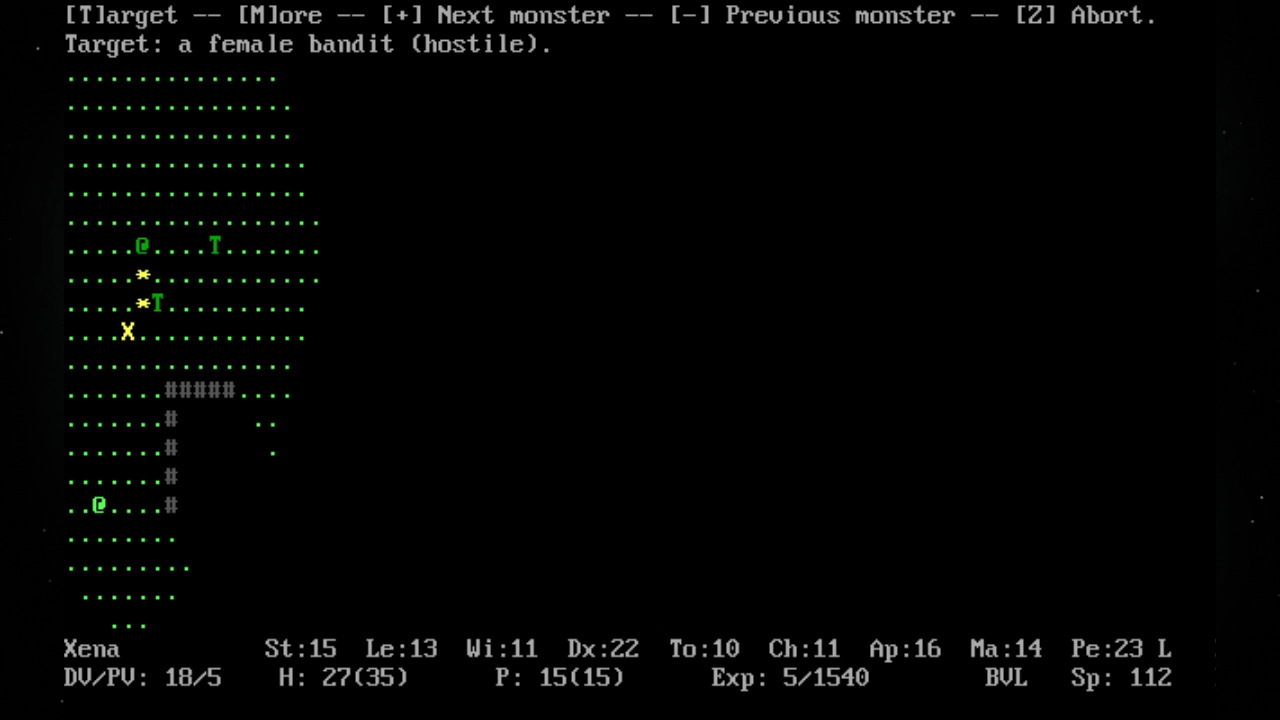 [T]arget -- [M]ore -- [+] Next monster -- [-] Previous monster -- [Z] Abort.
Target: a female bandit (hostile).
...............
................
................
.................
.................
..................
.....@....T.......
.....*............
.....*T..........
....X............
................
.......#####....
.......#     ..
.......#      .
.......#
..@....#
........
.........
 .......
   ...
Xena St:15 Le:13 Wi:11 Dx:22 To:10 Ch:11 Ap:16 Ma:14 Pe:23 L
DV/PV: 18/5 H: 27(35) P: 15(15) Exp: 5/1540 BVL Sp: 112